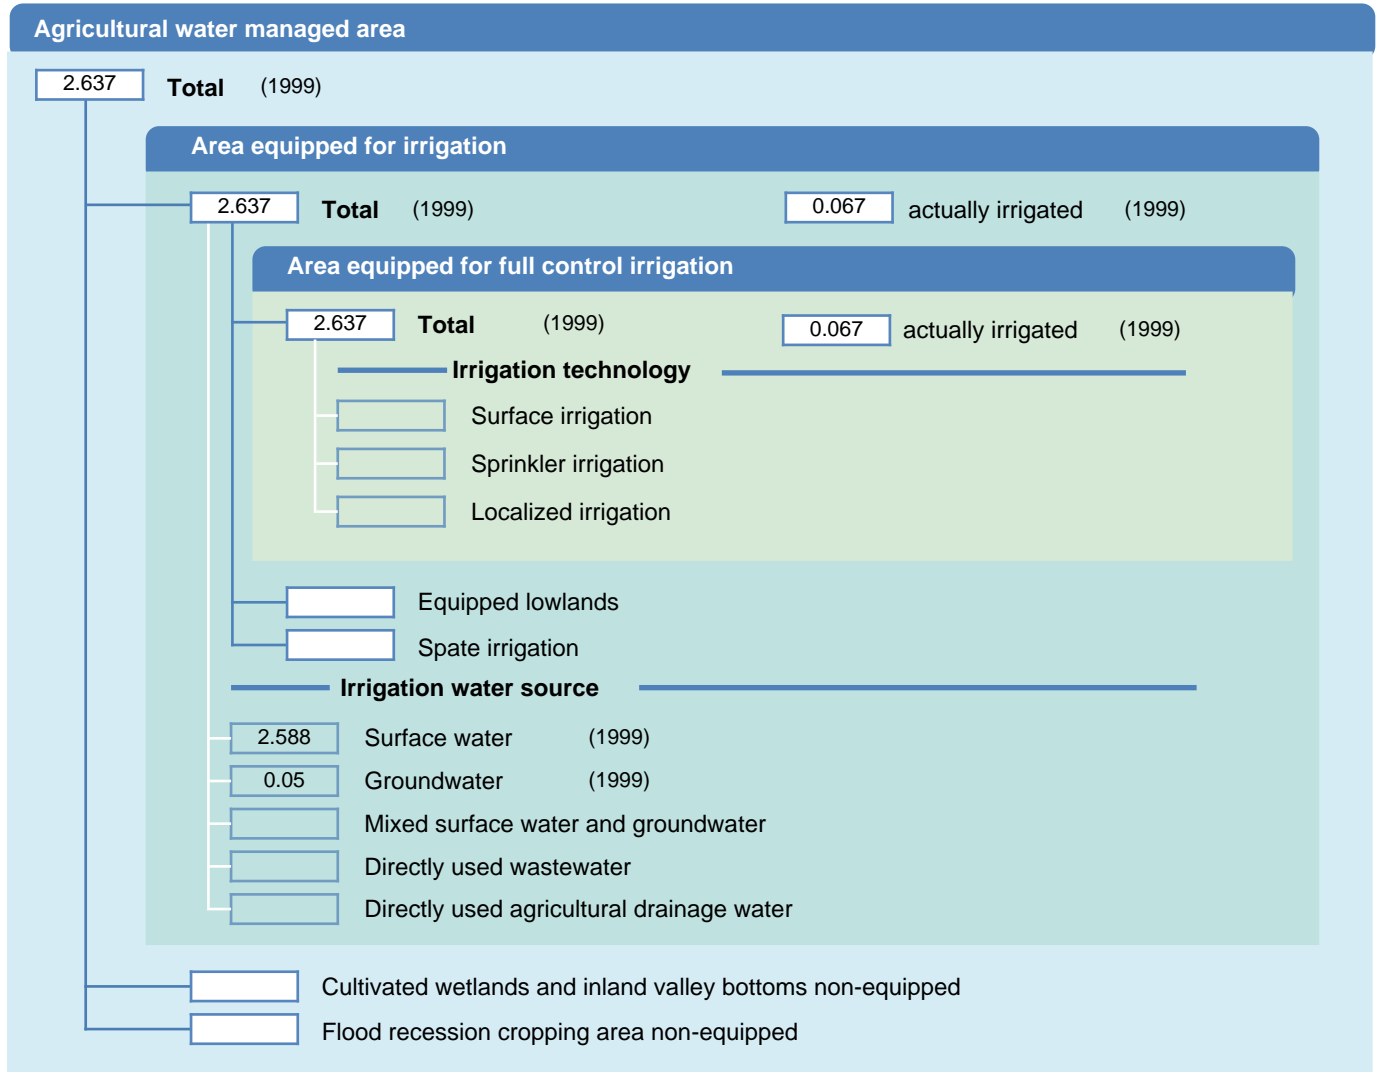 Agricultural water managed area
2.637 Total (1999)
Area equipped for irrigation
2.637 Total (1999) 0.067 actually irrigated (1999)
Area equipped for full control irrigation
2.637 Total (1999) 0.067 actually irrigated (1999)
Irrigation technology
Surface irrigation
Sprinkler irrigation
Localized irrigation
Equipped lowlands
Spate irrigation
Irrigation water source
2.588 Surface water (1999)
0.05 Groundwater (1999)
Mixed surface water and groundwater
Directly used wastewater
Directly used agricultural drainage water
Cultivated wetlands and inland valley bottoms non-equipped
Flood recession cropping area non-equipped